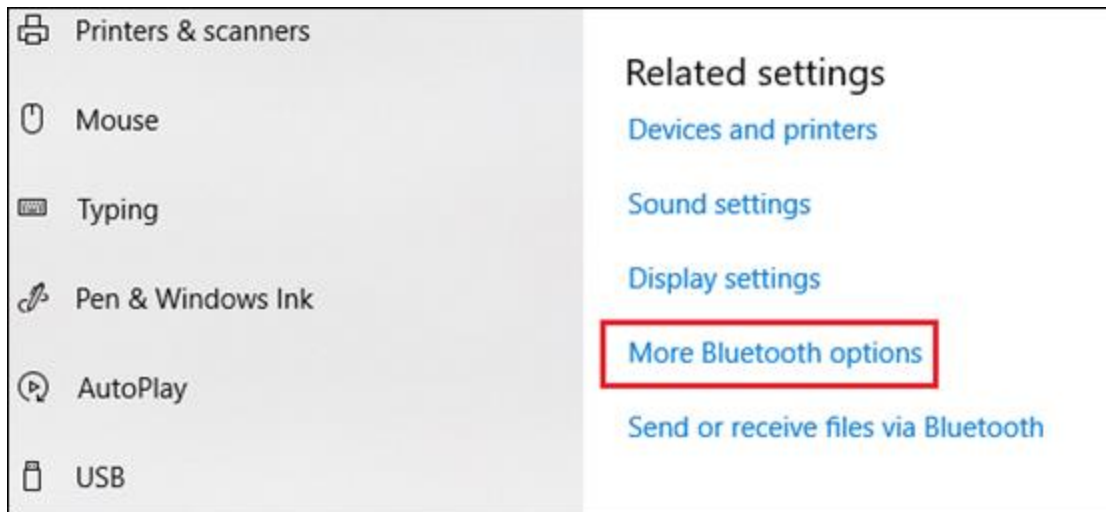 Printers & scanners
Mouse
Typing
Pen & Windows Ink
AutoPlay
USB
Related settings
Devices and printers
Sound settings
Display settings
More Bluetooth options
Send or receive files via Bluetooth